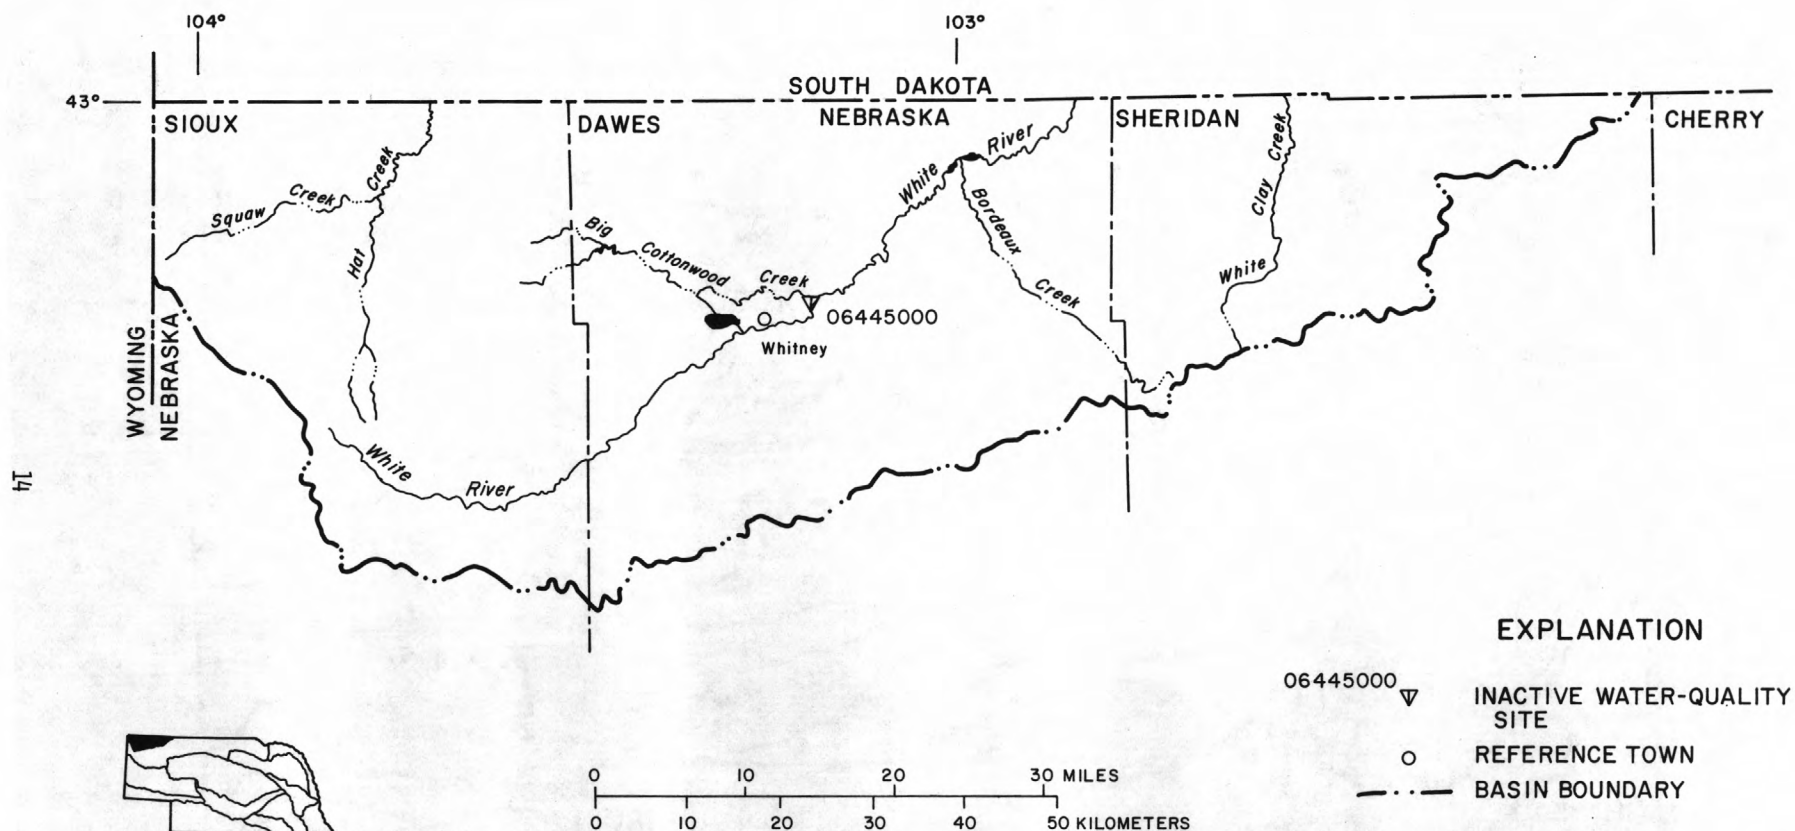 104°
103°
43°
SOUTH DAKOTA
NEBRASKA
SIOUX
DAWES
SHERIDAN
CHERRY
Squaw Creek
Hat Creek
Big Cottonwood Creek
White River
Bordeaux Creek
White Clay Creek
WYOMING
NEBRASKA
06445000
Whitney
White River
14
EXPLANATION
06445000
INACTIVE WATER-QUALITY
SITE
REFERENCE TOWN
BASIN BOUNDARY
0 10 20 30 MILES
0 10 20 30 40 50 KILOMETERS